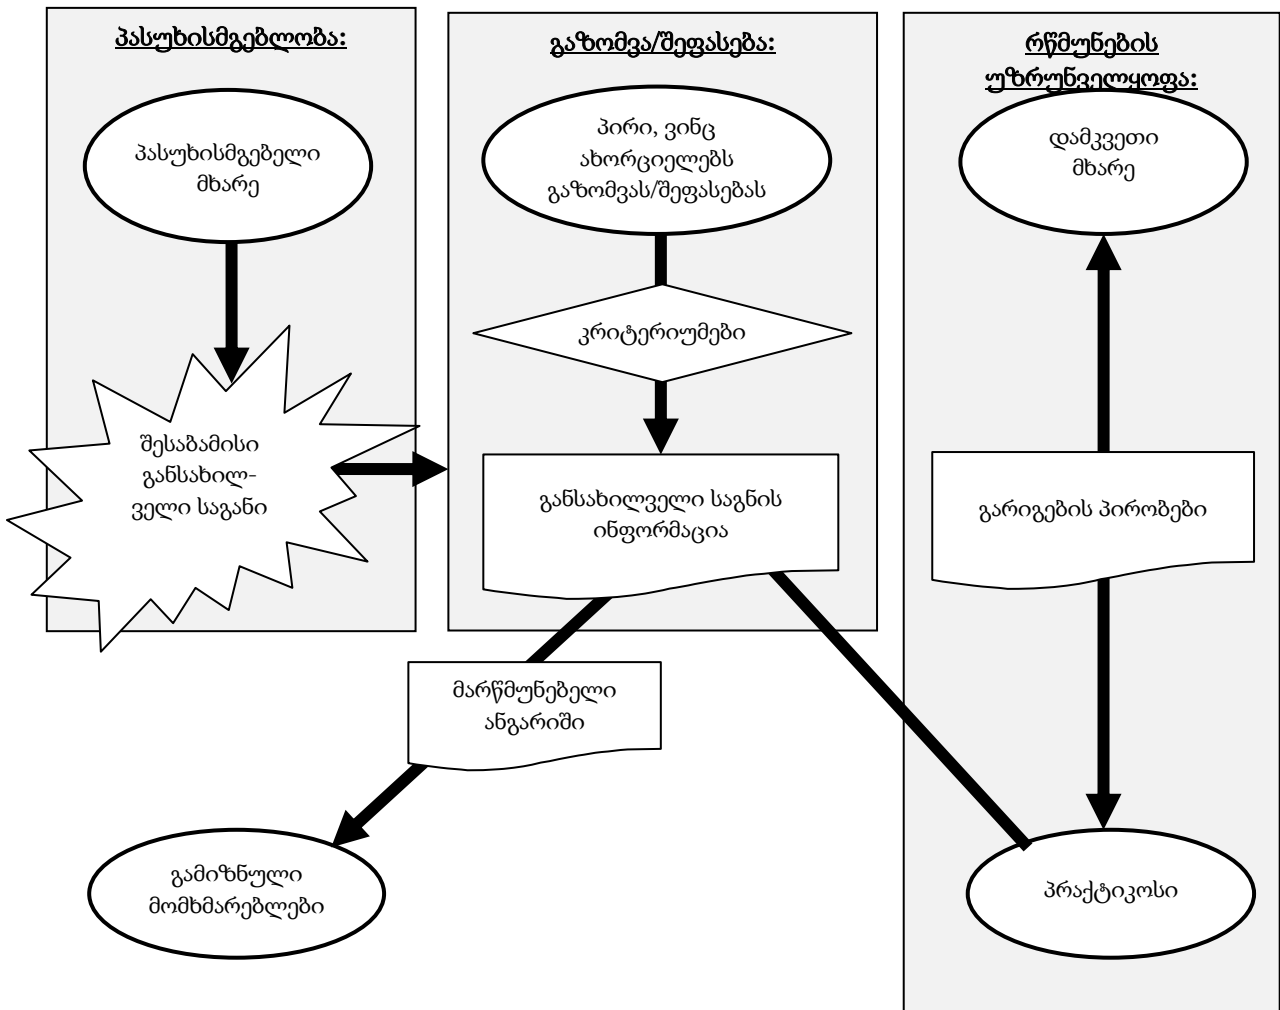 პასუხისმგებლობა:
პასუხისმგებელი
მხარე
შესაბამისი
განსახილ-
ველი საგანი
გაზომვა/შეფასება:
პირი, ვინც
ახორციელებს
გაზომვას/შეფასებას
კრიტერიუმები
განსახილველი საგნის
ინფორმაცია
რწმუნების
უზრუნველყოფა:
დამკვეთი
მხარე
გარიგების პირობები
პრაქტიკოსი
მარწმუნებელი
ანგარიში
გამიზნული
მომხმარებლები